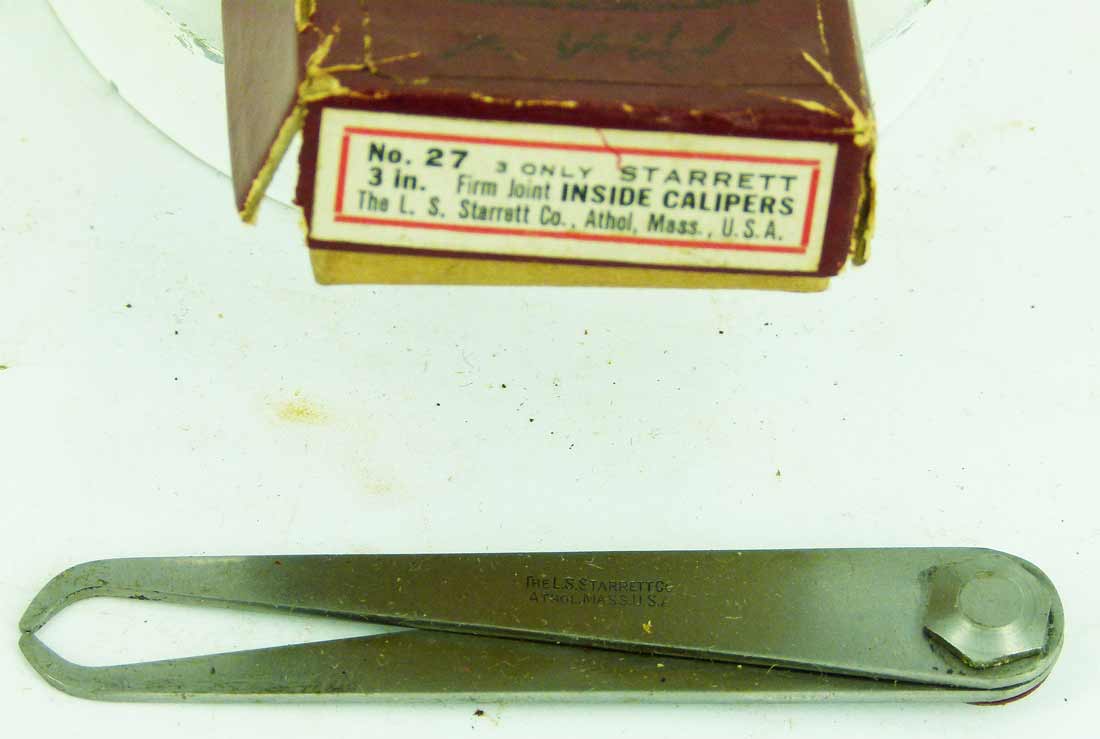 No. 27 3 ONLY STARRETT
3 in. Firm Joint INSIDE CALIPERS
The L. S. Starrett Co., Athol, Mass., U.S.A.
THE L.S. STARRETT CO
ATHOL, MASS. U.S.A